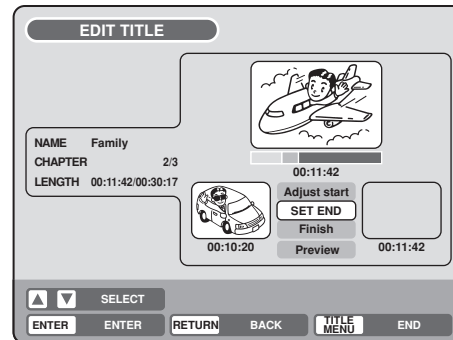 EDIT TITLE
NAME Family
CHAPTER 2/3
LENGTH 00:11:42/00:30:17
00:11:42
Adjust start
SET END
Finish
Preview
00:10:20
00:11:42
SELECT
ENTER ENTER RETURN BACK TITLE MENU END